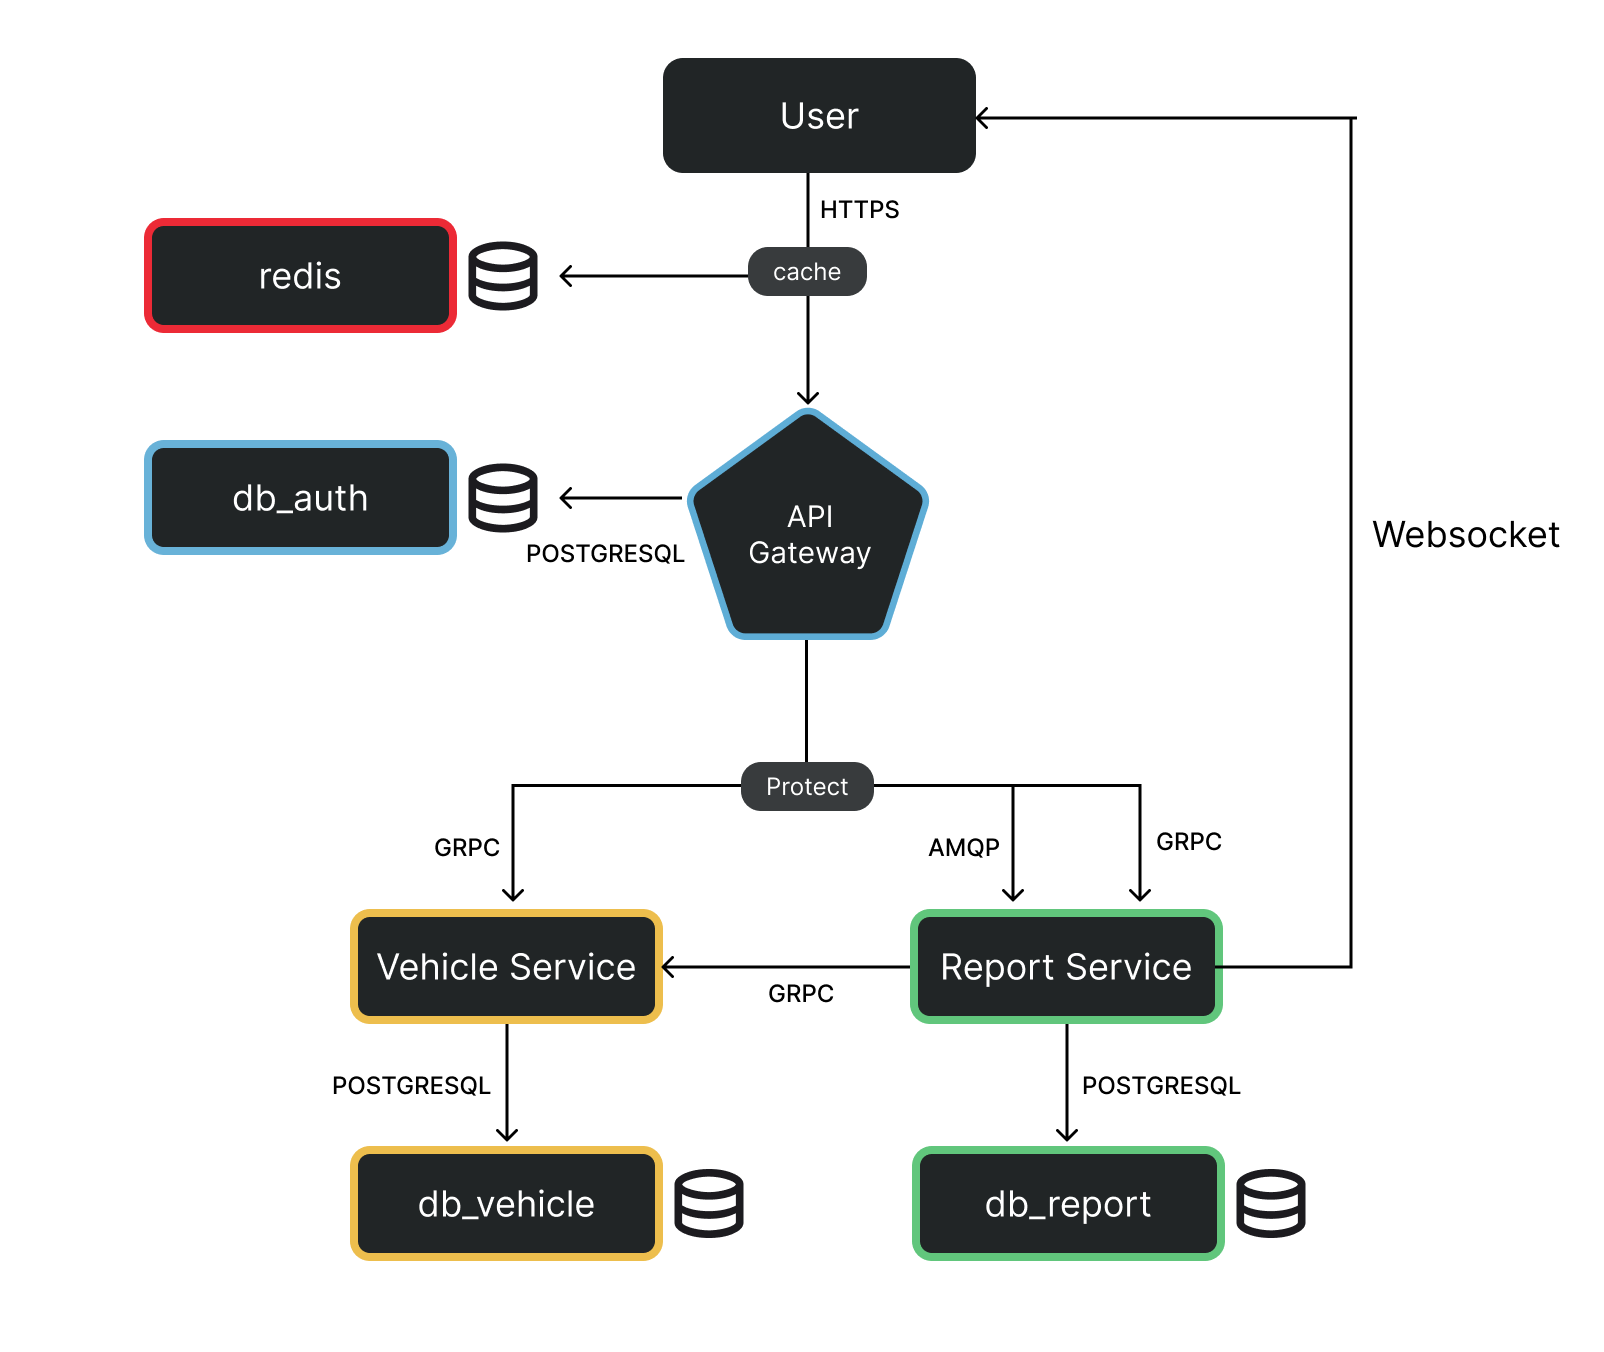 User
HTTPS
redis
cache
db_auth
POSTGRESQL
API
Gateway
Websocket
Protect
GRPC
AMQP
GRPC
Vehicle Service
Report Service
GRPC
POSTGRESQL
POSTGRESQL
db_vehicle
db_report